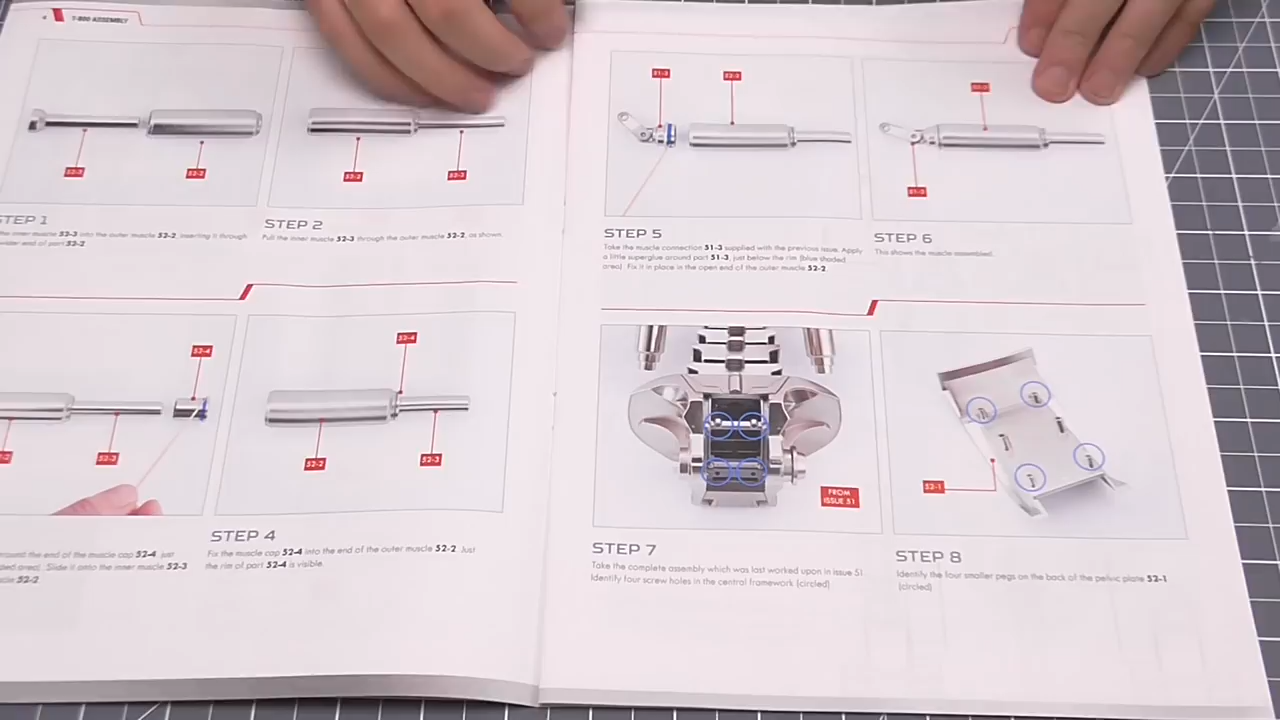 4 T-800 ASSEMBLY
52-3
52-2
52-2
52-3
STEP 1
the inner muscle 52-3 into the outer muscle 52-2, inserting it through
wider end of part 52-2
STEP 2
Pull the inner muscle 52-3 through the outer muscle 52-2, as shown.
52-4
52-3
around the end of the muscle cap 52-4, just
area). Slide it onto the inner muscle 52-3
52-2
52-4
52-2
52-3
STEP 4
Fix the muscle cap 52-4 into the end of the outer muscle 52-2. Just
the rim of part 52-4 is visible.
51-3
52-2
STEP 5
Take the muscle connection 51-3 supplied with the previous issue. Apply
a little superglue around part 51-3, just below the rim (blue shaded
area). Fix it in place in the open end of the outer muscle 52-2.
51-3
STEP 6
This shows the muscle assembled.
FROM
ISSUE 51
STEP 7
Take the complete assembly which was last worked upon in issue 51.
Identify four screw holes in the central framework (circled).
52-1
STEP 8
Identify the four smaller pegs on the back of the pelvic plate 52-1
(circled).